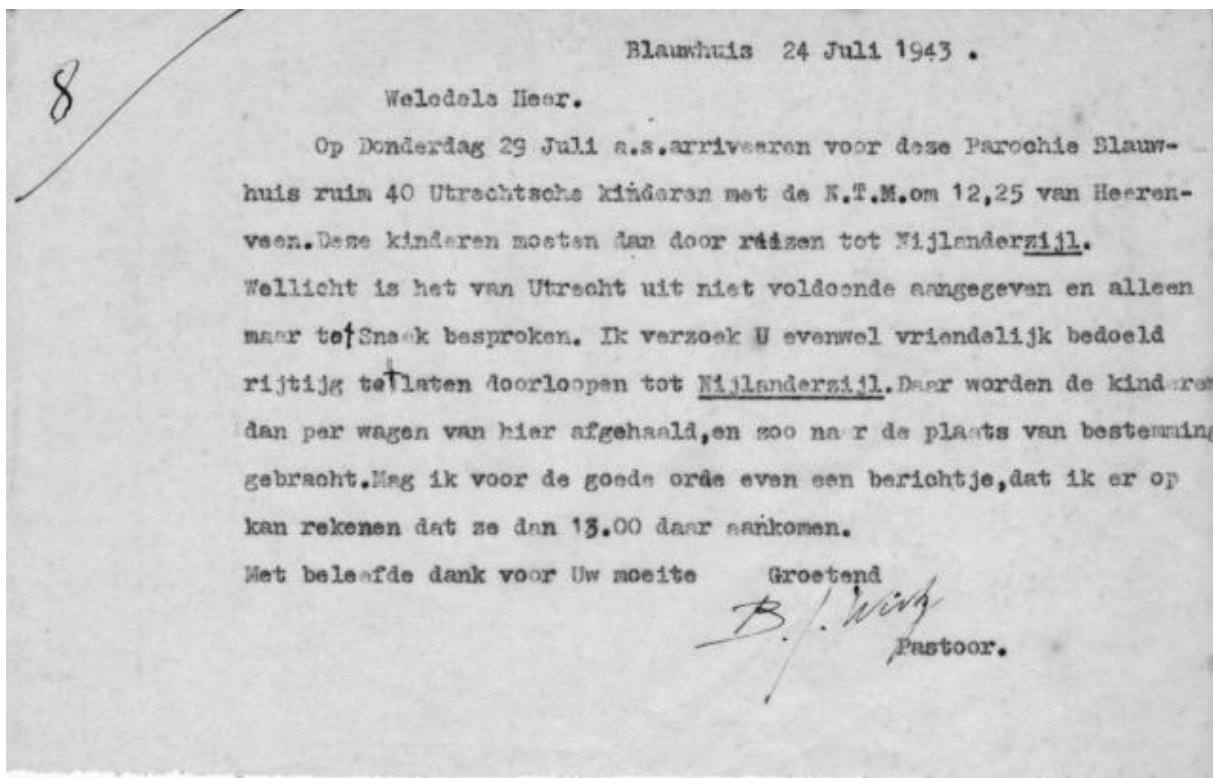 8
Blauwhuis 24 Juli 1943 .
Weledele Heer.
Op Donderdag 29 Juli a.s.arriveeren voor deze Parochie Blauw-
huis ruim 40 Utrechtsche kinderen met de N.T.M.om 12,25 van Heeren-
veen.Deze kinderen moeten dan door reizen tot Nijlanderzijl.
Wellicht is het van Utrecht uit niet voldoende aangegeven en alleen
maar tot Sneek besproken. Ik verzoek U evenwel vriendelijk bedoeld
rijtijg te laten doorloopen tot Nijlanderzijl.Daar worden de kinderen
dan per wagen van hier afgehaald,en zoo na r de plaats van bestemming
gebracht.Mag ik voor de goede orde even een berichtje,dat ik er op
kan rekenen dat ze dan 13.00 daar aankomen.
Met beleefde dank voor Uw moeite Groetend
B. J.
Pastoor.